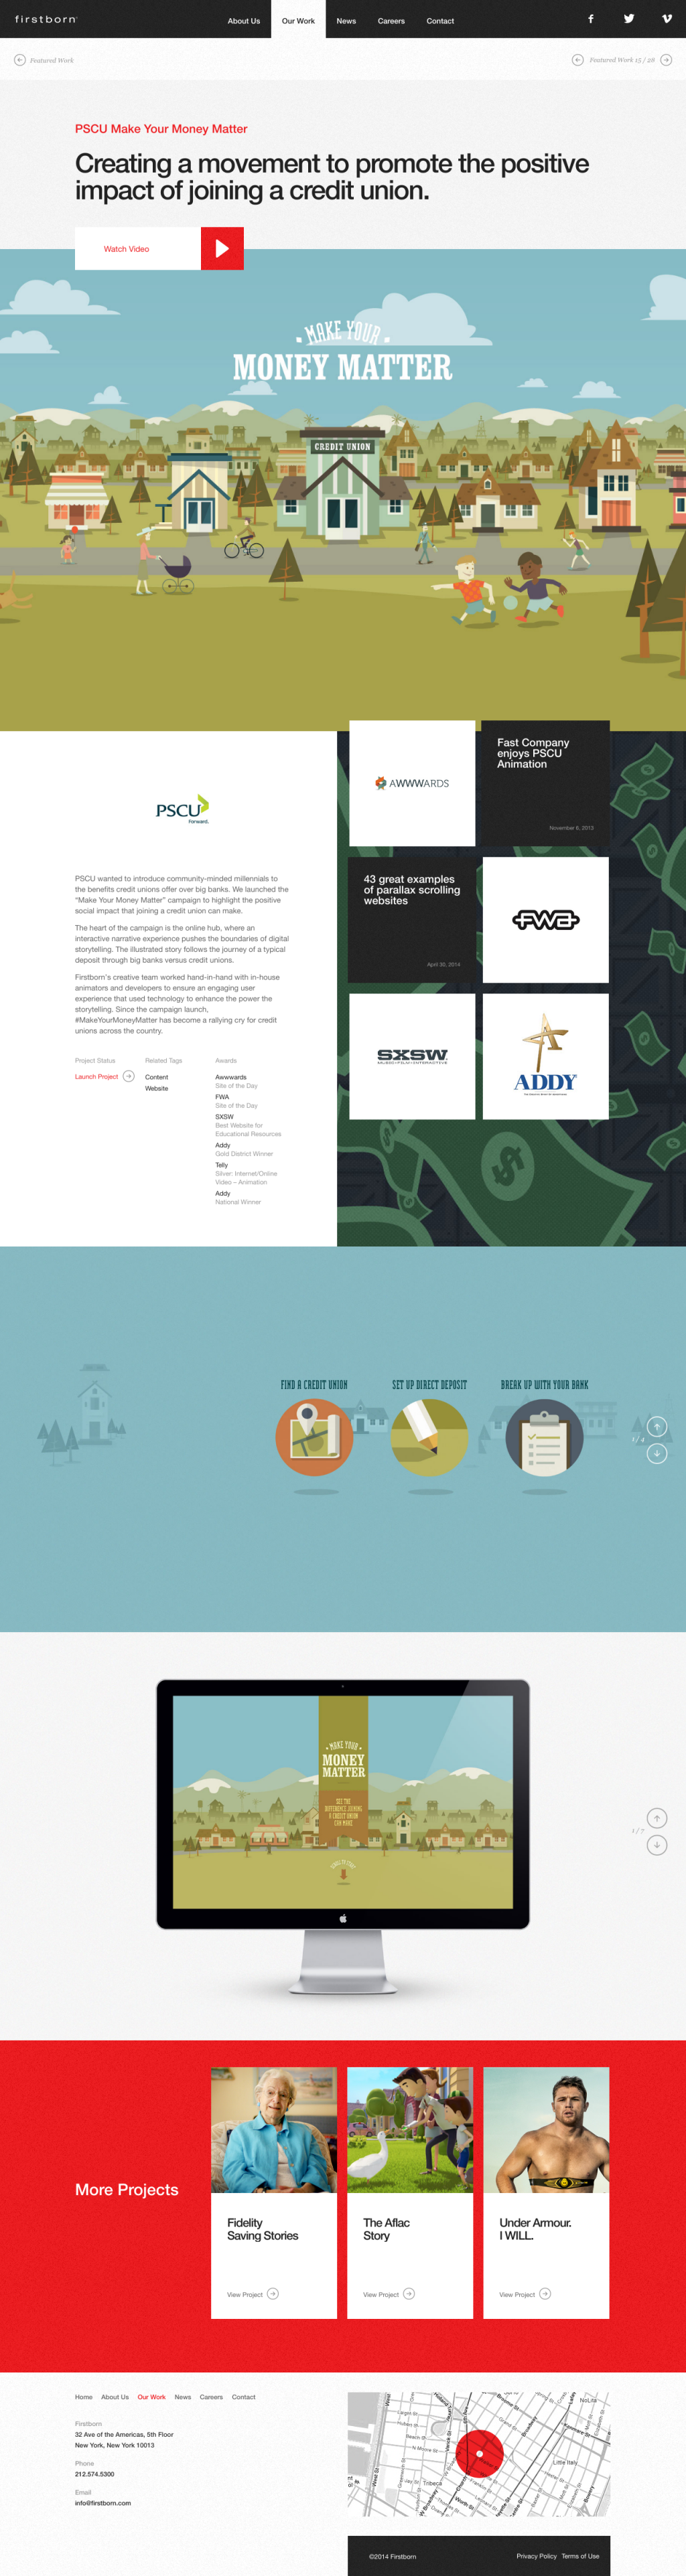 firstborn
About Us
Our Work
News
Careers
Contact
Featured Work
Featured Work 15 / 28
PSCU Make Your Money Matter
Creating a movement to promote the positive
impact of joining a credit union.
Watch Video
MAKE YOUR
MONEY MATTER
CREDIT UNION
PSCU
Forward.
PSCU wanted to introduce community-minded millennials to
the benefits credit unions offer over big banks. We launched the
"Make Your Money Matter" campaign to highlight the positive
social impact that joining a credit union can make.
The heart of the campaign is the online hub, where an
interactive narrative experience pushes the boundaries of digital
storytelling. The illustrated story follows the journey of a typical
deposit through big banks versus credit unions.
Firstborn's creative team worked hand-in-hand with in-house
animators and developers to ensure an engaging user
experience that used technology to enhance the power the
storytelling. Since the campaign launch,
#MakeYourMoneyMatter has become a rallying cry for credit
unions across the country.
Project Status
Launch Project
Related Tags
Content
Website
Awards
Awwwards
Site of the Day
FWA
Site of the Day
SXSW
Best Website for
Educational Resources
Addy
Gold District Winner
Telly
Silver: Internet/Online
Video – Animation
Addy
National Winner
AWWWARDS
Fast Company
enjoys PSCU
Animation
November 6, 2013
43 great examples
of parallax scrolling
websites
April 30, 2014
FWA
SXSW
MUSIC+FILM+INTERACTIVE
ADDY
FIND A CREDIT UNION
SET UP DIRECT DEPOSIT
BREAK UP WITH YOUR BANK
MAKE YOUR
MONEY
MATTER
SEE THE
DIFFERENCE JOINING
A CREDIT UNION
CAN MAKE
1 / 7
More Projects
Fidelity
Saving Stories
View Project
The Aflac
Story
View Project
Under Armour.
I WILL.
View Project
Home
About Us
Our Work
News
Careers
Contact
Firstborn
32 Ave of the Americas, 5th Floor
New York, New York 10013
Phone
212.574.5300
Email
info@firstborn.com
NoLita
Little Italy
Tribeca
©2014 Firstborn
Privacy Policy
Terms of Use